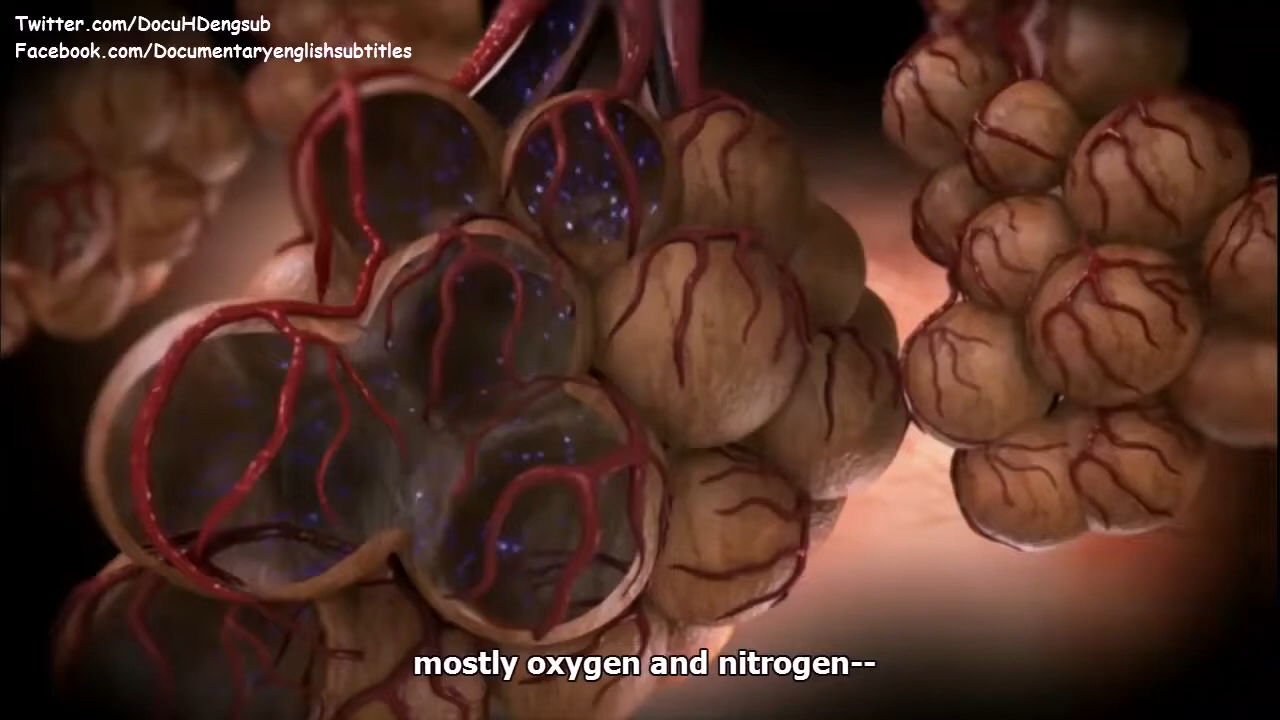 Twitter.com/DocuHDengsub
Facebook.com/Documentaryenglishsubtitles
mostly oxygen and nitrogen--